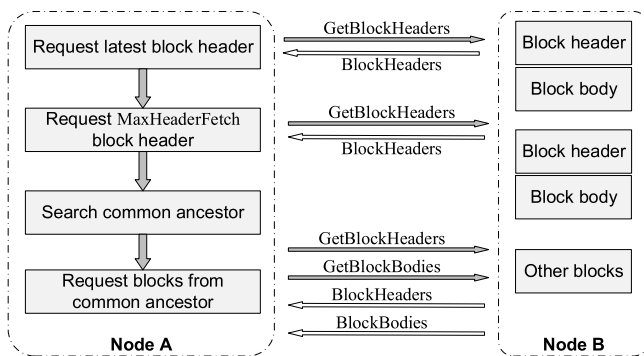 Request latest block header
Request MaxHeaderFetch
block header
Search common ancestor
Request blocks from
common ancestor
Node A
GetBlockHeaders
BlockHeaders
GetBlockHeaders
BlockHeaders
GetBlockHeaders
GetBlockBodies
BlockHeaders
BlockBodies
Block header
Block body
Block header
Block body
Other blocks
Node B